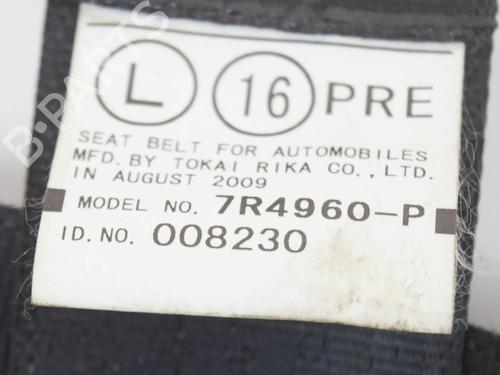 L 16 PRE
SEAT BELT FOR AUTOMOBILES
MFD. BY TOKAI RIKA CO., LTD.
IN AUGUST 2009
MODEL NO. 7R4960-P
ID. NO. 008230
B-PARTS